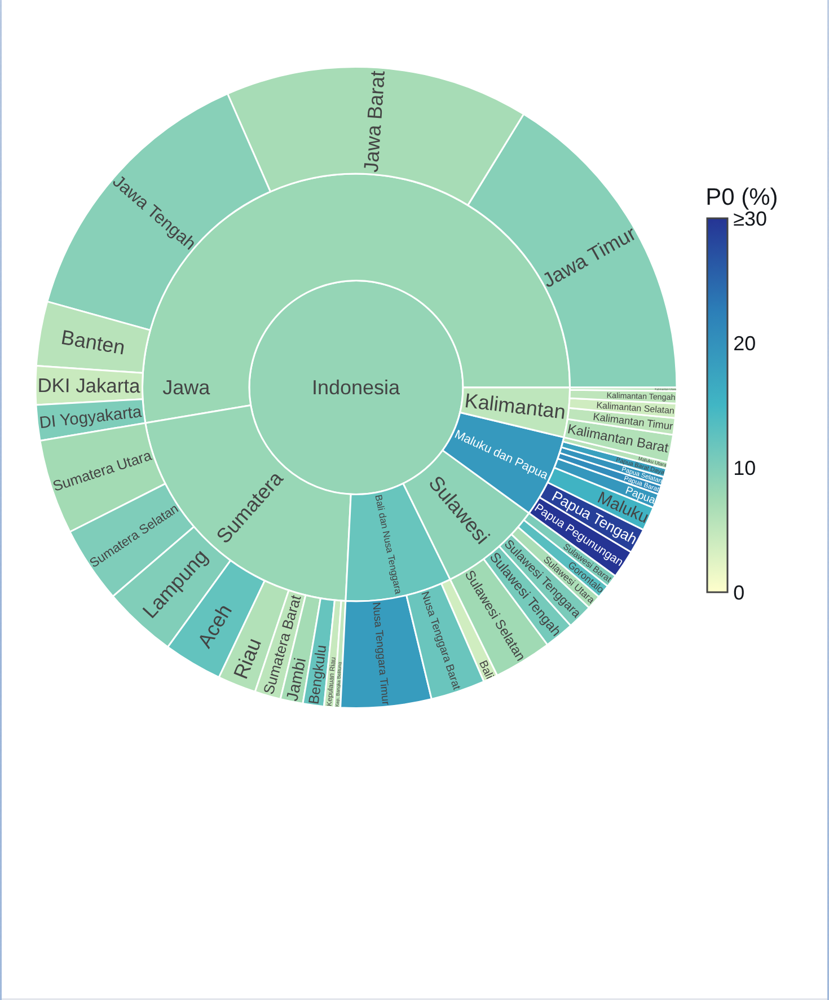 P0 (%)
≥30
20
10
0
Indonesia
Jawa
Jawa Timur
Jawa Barat
Jawa Tengah
Banten
DKI Jakarta
DI Yogyakarta
Sumatera
Sumatera Utara
Sumatera Selatan
Lampung
Aceh
Riau
Sumatera Barat
Jambi
Bengkulu
Kepulauan Riau
Kep. Bangka Belitung
Bali dan Nusa Tenggara
Nusa Tenggara Timur
Nusa Tenggara Barat
Bali
Sulawesi
Sulawesi Selatan
Sulawesi Tengah
Sulawesi Tenggara
Sulawesi Utara
Gorontalo
Sulawesi Barat
Maluku dan Papua
Papua Pegunungan
Papua Tengah
Maluku
Papua
Papua Barat
Papua Selatan
Papua Barat Daya
Maluku Utara
Kalimantan
Kalimantan Barat
Kalimantan Timur
Kalimantan Selatan
Kalimantan Tengah
Kalimantan Utara